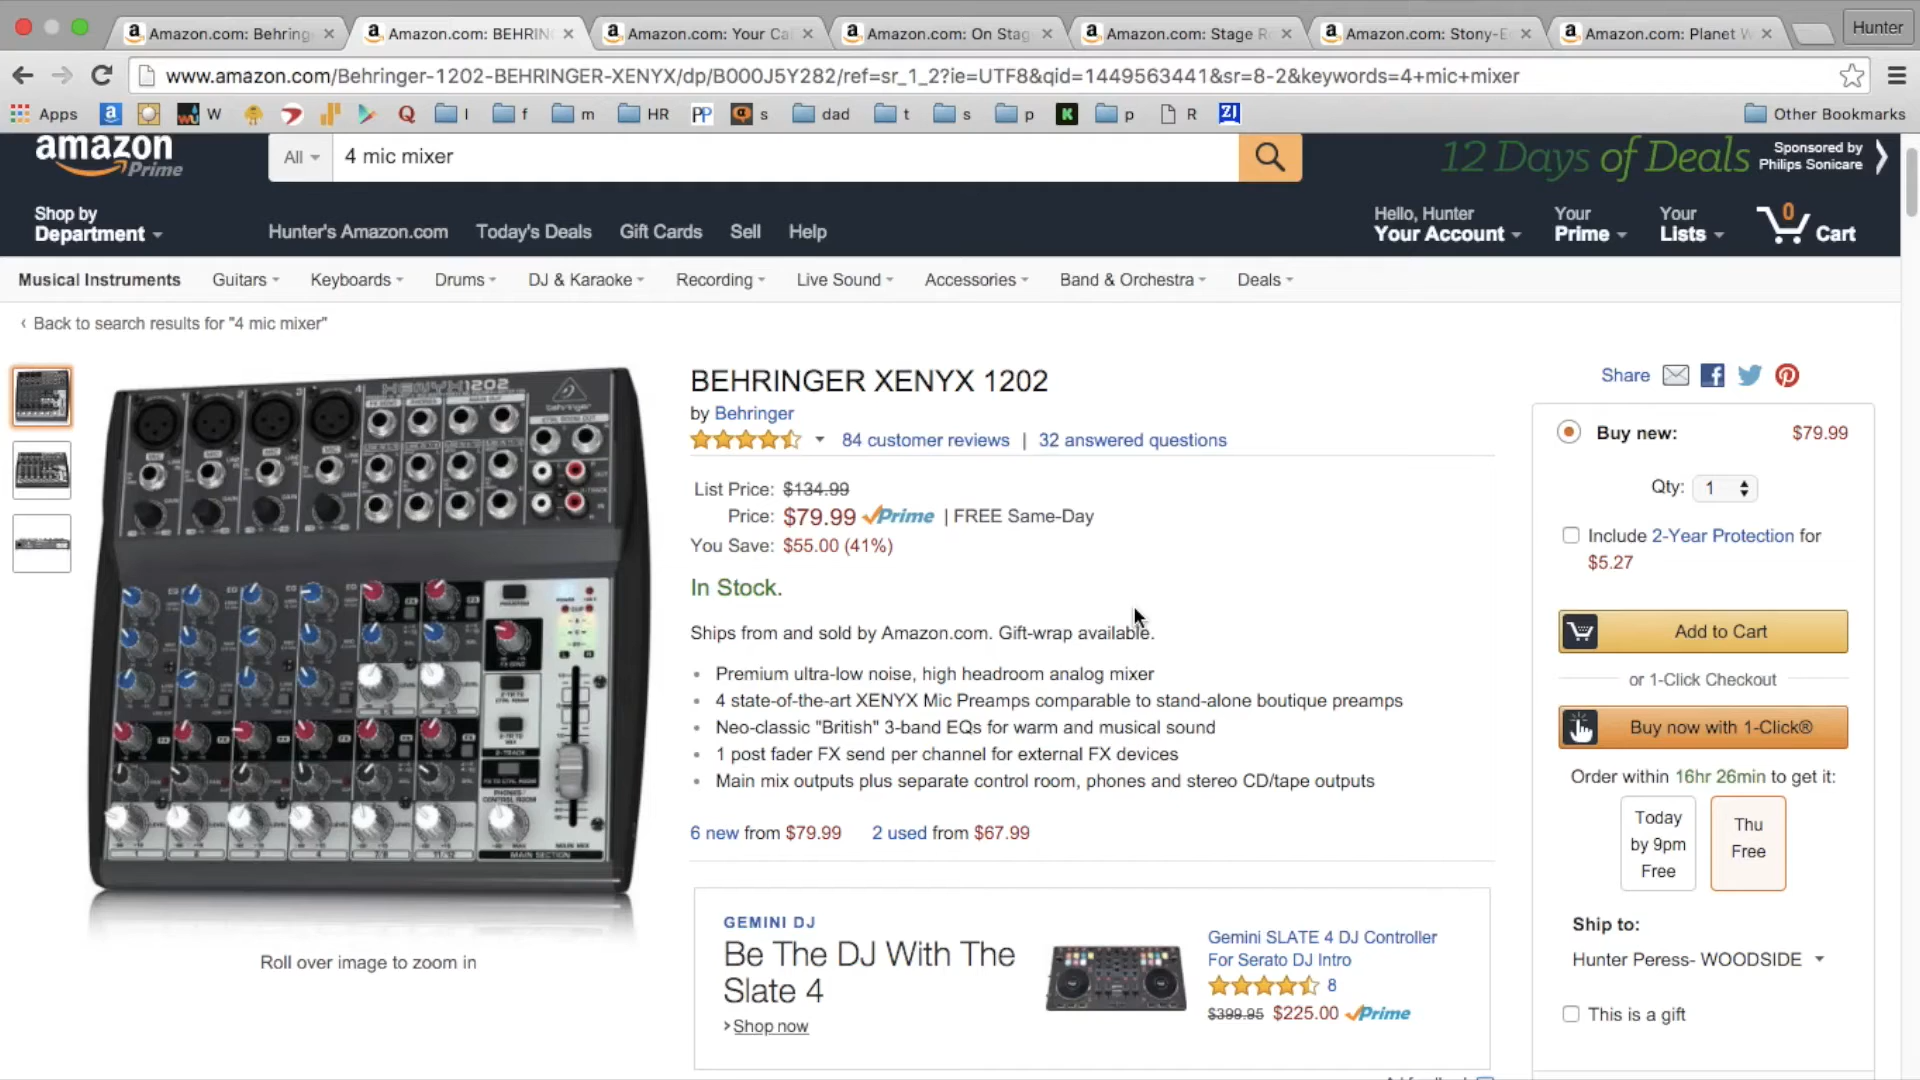 Amazon.com: Behring
Amazon.com: BEHRIN
Amazon.com: Your Ca
Amazon.com: On Stag
Amazon.com: Stage R
Amazon.com: Stony-E
Amazon.com: Planet W
Hunter
www.amazon.com/Behringer-1202-BEHRINGER-XENYX/dp/B000J5Y282/ref=sr_1_2?ie=UTF8&qid=1449563441&sr=8-2&keywords=4+mic+mixer
Apps W Q l f m HR PP s dad t s p K p R ZI Other Bookmarks
amazon Prime
All 4 mic mixer
12 Days of Deals
Sponsored by
Philips Sonicare
Shop by
Department
Hunter's Amazon.com Today's Deals Gift Cards Sell Help
Hello, Hunter
Your Account
Your
Prime
Your
Lists
0
Cart
Musical Instruments Guitars Keyboards Drums DJ & Karaoke Recording Live Sound Accessories Band & Orchestra Deals
‹ Back to search results for "4 mic mixer"
XENYX1202
behringer
BEHRINGER XENYX 1202
by Behringer
84 customer reviews | 32 answered questions
List Price: $134.99
Price: $79.99 Prime | FREE Same-Day
You Save: $55.00 (41%)
In Stock.
Ships from and sold by Amazon.com. Gift-wrap available.
• Premium ultra-low noise, high headroom analog mixer
• 4 state-of-the-art XENYX Mic Preamps comparable to stand-alone boutique preamps
• Neo-classic "British" 3-band EQs for warm and musical sound
• 1 post fader FX send per channel for external FX devices
• Main mix outputs plus separate control room, phones and stereo CD/tape outputs
6 new from $79.99 2 used from $67.99
Roll over image to zoom in
GEMINI DJ
Be The DJ With The
Slate 4
› Shop now
Gemini SLATE 4 DJ Controller
For Serato DJ Intro
8
$399.95 $225.00 Prime
Share
Buy new: $79.99
Qty: 1
Include 2-Year Protection for
$5.27
Add to Cart
or 1-Click Checkout
Buy now with 1-Click®
Order within 16hr 26min to get it:
Today
by 9pm
Free
Thu
Free
Ship to:
Hunter Peress- WOODSIDE
This is a gift